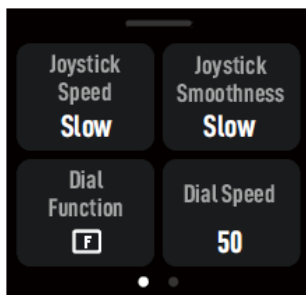 Joystick
Speed
Slow
Joystick
Smoothness
Slow
Dial
Function
F
Dial Speed
50